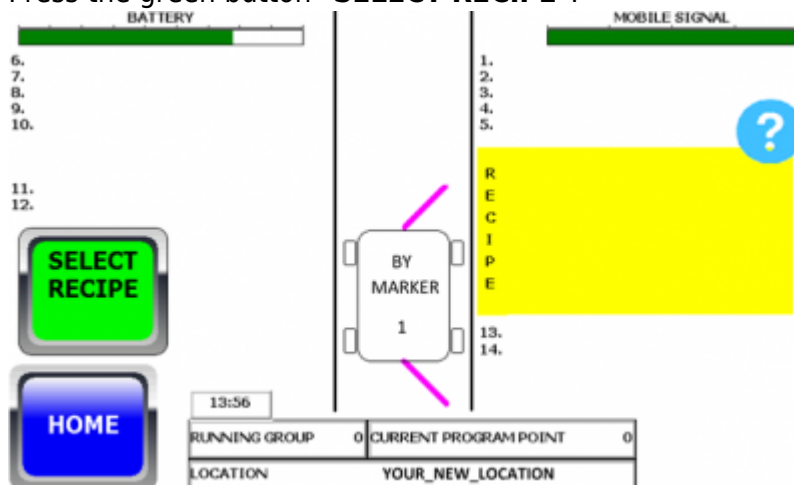 Press the green button "SELECT RECIPE".
BATTERY
MOBILE SIGNAL
6.
7.
8.
9.
10.
11.
12.
1.
2.
3.
4.
5.
?
R
E
C
I
P
E
SELECT
RECIPE
BY
MARKER
1
13.
14.
HOME
13:56
RUNNING GROUP 0 CURRENT PROGRAM POINT 0
LOCATION YOUR_NEW_LOCATION